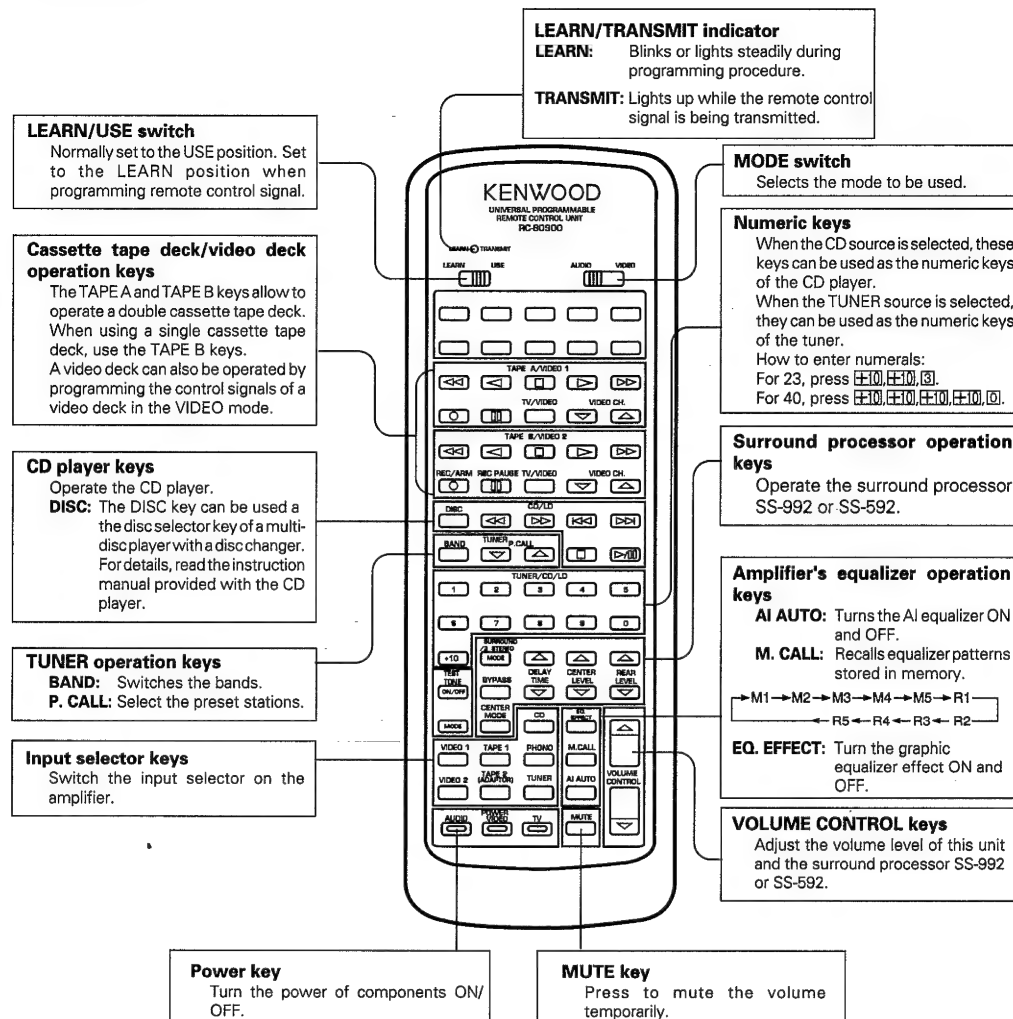 LEARN/TRANSMIT indicator
LEARN: Blinks or lights steadily during
programming procedure.
TRANSMIT: Lights up while the remote control
signal is being transmitted.
LEARN/USE switch
Normally set to the USE position. Set
to the LEARN position when
programming remote control signal.
Cassette tape deck/video deck
operation keys
The TAPE A and TAPE B keys allow to
operate a double cassette tape deck.
When using a single cassette tape
deck, use the TAPE B keys.
A video deck can also be operated by
programming the control signals of a
video deck in the VIDEO mode.
CD player keys
Operate the CD player.
DISC: The DISC key can be used a
the disc selector key of a multi-
disc player with a disc changer.
For details, read the instruction
manual provided with the CD
player.
TUNER operation keys
BAND: Switches the bands.
P. CALL: Select the preset stations.
Input selector keys
Switch the input selector on the
amplifier.
KENWOOD
UNIVERSAL PROGRAMMABLE
REMOTE CONTROL UNIT
RC-80900
LEARN TRANSMIT
LEARN USE AUDIO VIDEO
TAPE A/VIDEO 1
TV/VIDEO VIDEO CH.
TAPE B/VIDEO 2
REC/ARM REC PAUSE TV/VIDEO VIDEO CH.
DISC CD/LD
BAND TUNER P.CALL
TUNER/CD/LD
1 2 3 4 5
6 7 8 9 0
SURROUND
/3 STEREO
+10 MODE
TEST
TONE
ON/OFF
MODE
BYPASS
CENTER
MODE
DELAY
TIME
CENTER
LEVEL
REAR
LEVEL
CD
EQ.
EFFECT
VIDEO 1 TAPE 1 PHONO M.CALL
VIDEO 2 TAPE 2
(ADAPTOR) TUNER AI AUTO
VOLUME
CONTROL
AUDIO POWER
VIDEO TV MUTE
MODE switch
Selects the mode to be used.
Numeric keys
When the CD source is selected, these
keys can be used as the numeric keys
of the CD player.
When the TUNER source is selected,
they can be used as the numeric keys
of the tuner.
How to enter numerals:
For 23, press +10, +10, 3.
For 40, press +10, +10, +10, +10, 0.
Surround processor operation
keys
Operate the surround processor
SS-992 or SS-592.
Amplifier's equalizer operation
keys
AI AUTO: Turns the AI equalizer ON
and OFF.
M. CALL: Recalls equalizer patterns
stored in memory.
→M1→M2→M3→M4→M5→R1
←R5←R4←R3←R2
EQ. EFFECT: Turn the graphic
equalizer effect ON and
OFF.
VOLUME CONTROL keys
Adjust the volume level of this unit
and the surround processor SS-992
or SS-592.
Power key
Turn the power of components ON/
OFF.
MUTE key
Press to mute the volume
temporarily.